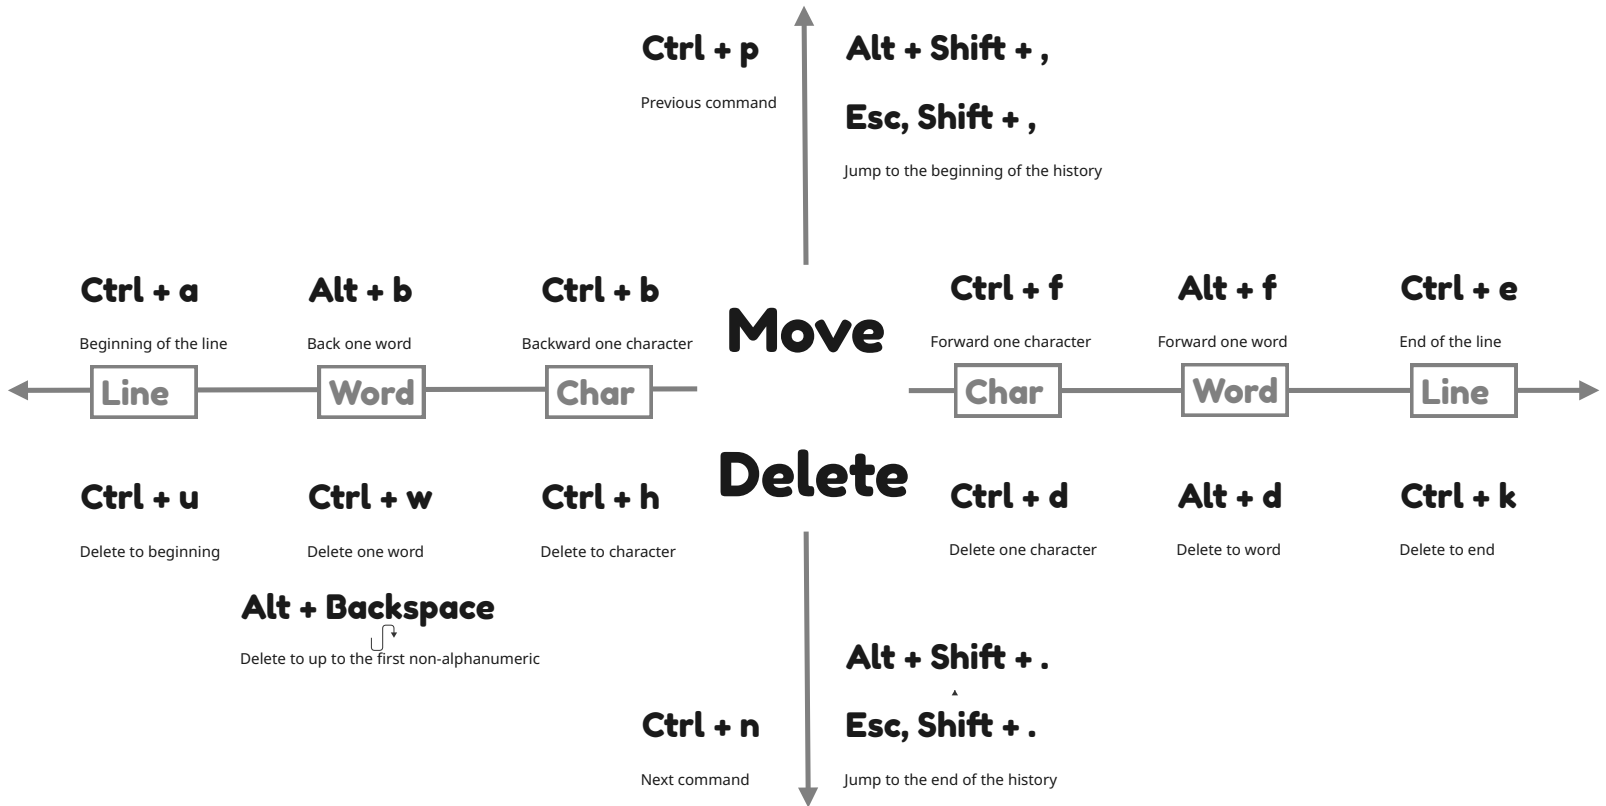 Ctrl + p
Alt + Shift + ,
Previous command
Esc, Shift + ,
Jump to the beginning of the history
Ctrl + a
Alt + b
Ctrl + b
Ctrl + f
Alt + f
Ctrl + e
Move
Beginning of the line
Back one word
Backward one character
Forward one character
Forward one word
End of the line
Line
Word
Char
Char
Word
Line
Delete
Ctrl + u
Ctrl + w
Ctrl + h
Ctrl + d
Alt + d
Ctrl + k
Delete to beginning
Delete one word
Delete to character
Delete one character
Delete to word
Delete to end
Alt + Backspace
Delete to up to the first non-alphanumeric
Alt + Shift + .
Ctrl + n
Esc, Shift + .
Next command
Jump to the end of the history